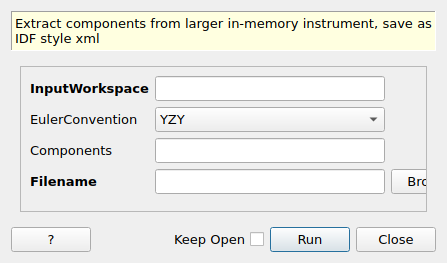 Extract components from larger in-memory instrument, save as
IDF style xml
InputWorkspace
EulerConvention YZY
Components
Filename Bro
? Keep Open Run Close